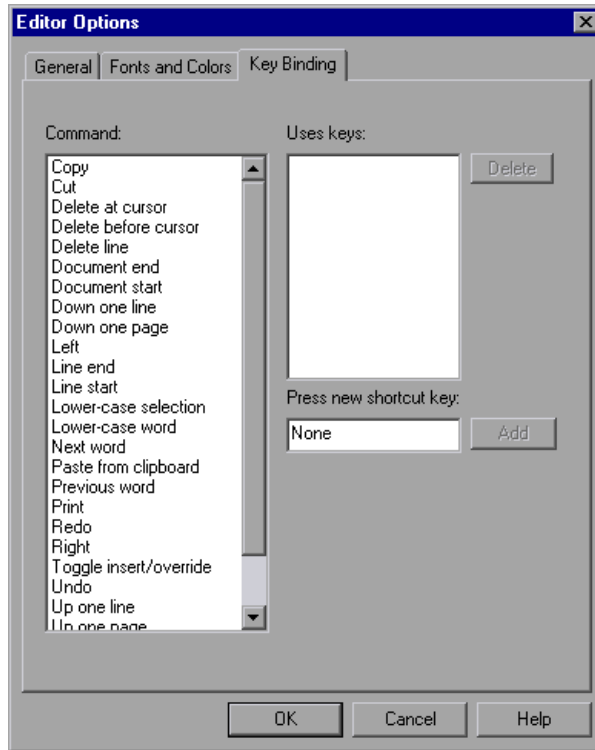 Editor Options
General
Fonts and Colors
Key Binding
Command:
Copy
Cut
Delete at cursor
Delete before cursor
Delete line
Document end
Document start
Down one line
Down one page
Left
Line end
Line start
Lower-case selection
Lower-case word
Next word
Paste from clipboard
Previous word
Print
Redo
Right
Toggle insert/override
Undo
Up one line
Up one page
Uses keys:
Delete
Press new shortcut key:
None
Add
OK
Cancel
Help